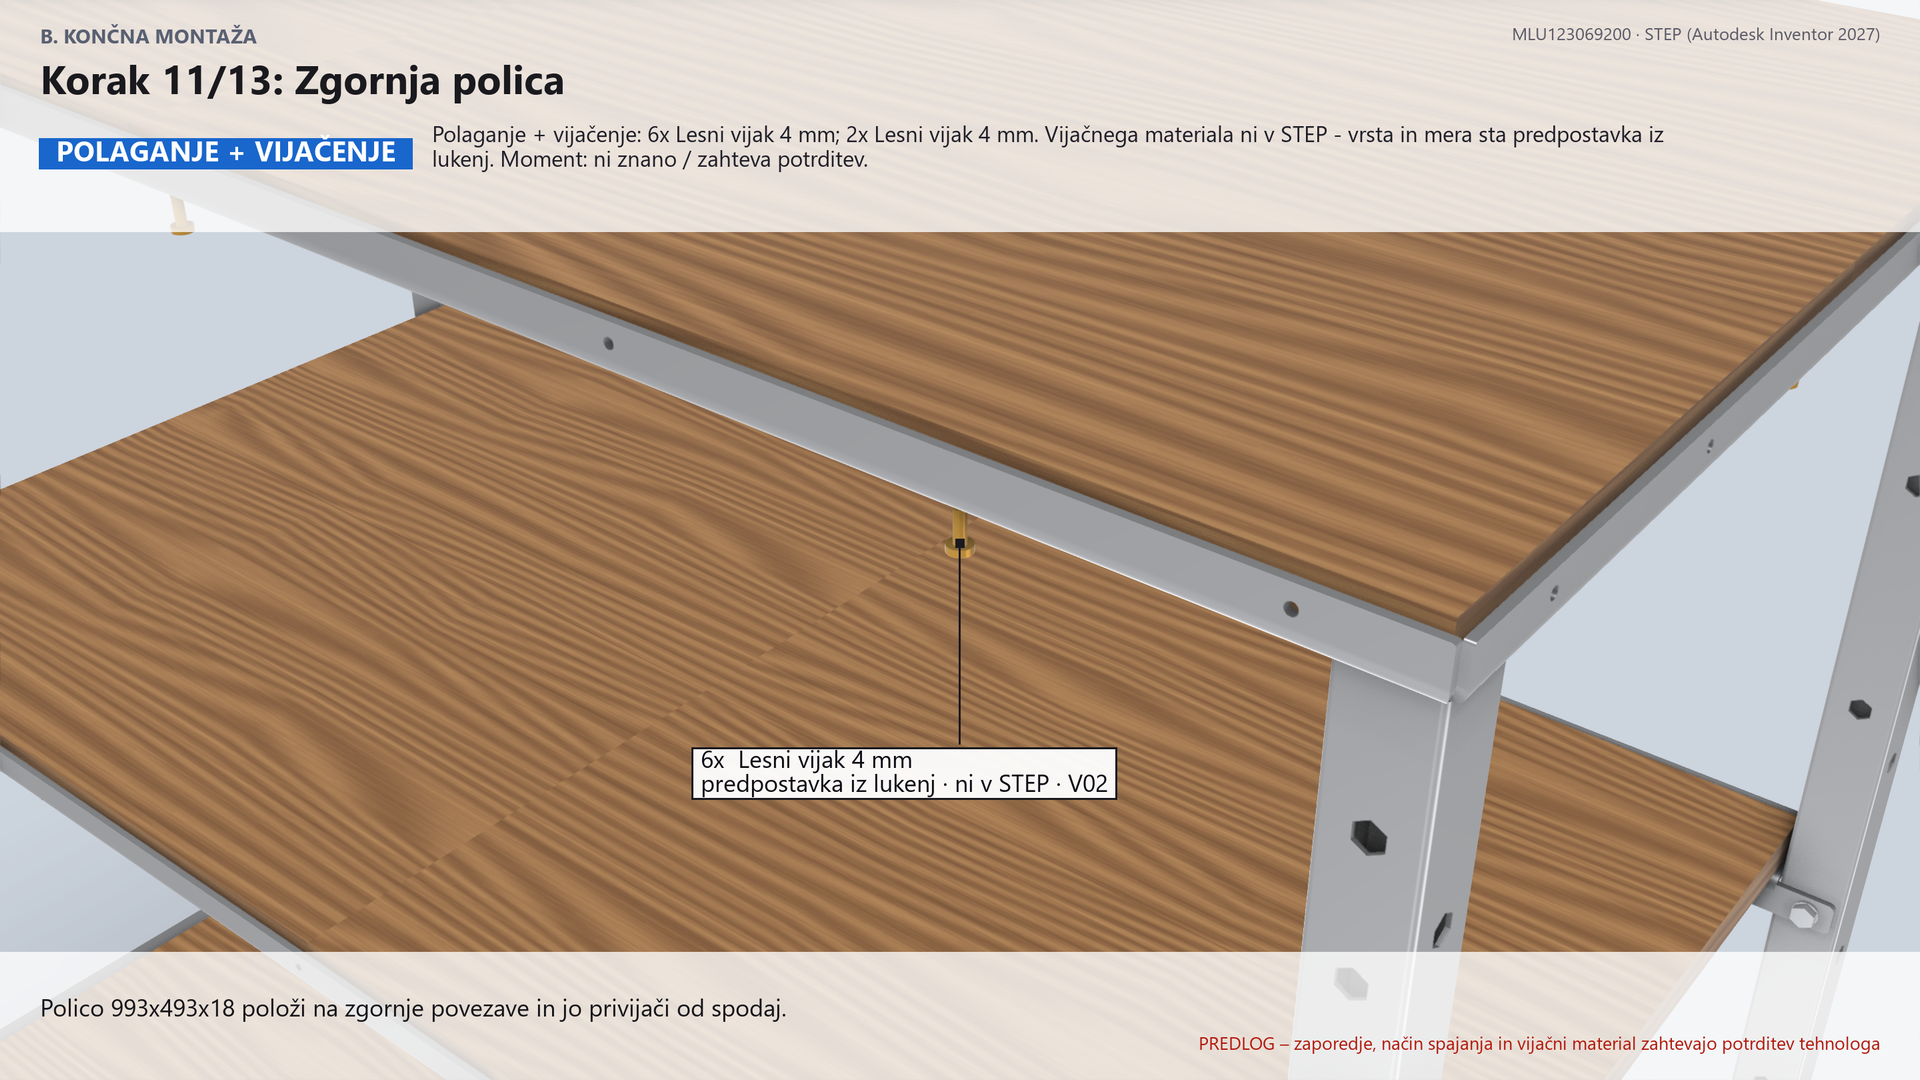 B. KONČNA MONTAŽA
MLU123069200 · STEP (Autodesk Inventor 2027)
Korak 11/13: Zgornja polica
POLAGANJE + VIJAČENJE
Polaganje + vijačenje: 6x Lesni vijak 4 mm; 2x Lesni vijak 4 mm. Vijačnega materiala ni v STEP - vrsta in mera sta predpostavka iz
lukenj. Moment: ni znano / zahteva potrditev.
6x  Lesni vijak 4 mm
predpostavka iz lukenj · ni v STEP · V02
Polico 993x493x18 položi na zgornje povezave in jo privijači od spodaj.
PREDLOG – zaporedje, način spajanja in vijačni material zahtevajo potrditev tehnologa